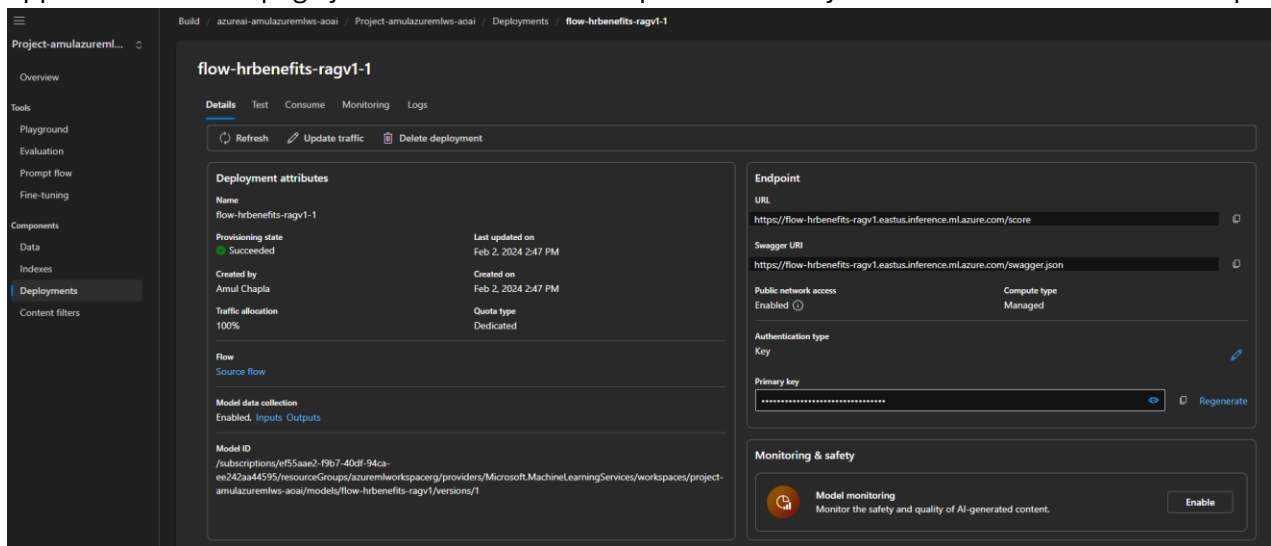 Build / azureai-amulazuremlws-aoai / Project-amulazuremlws-aoai / Deployments / flow-hrbenefits-ragv1-1
Project-amulazureml...
Overview
Tools
Playground
Evaluation
Prompt flow
Fine-tuning
Components
Data
Indexes
Deployments
Content filters
flow-hrbenefits-ragv1-1
Details Test Consume Monitoring Logs
Refresh Update traffic Delete deployment
Deployment attributes
Name
flow-hrbenefits-ragv1-1
Provisioning state Last updated on
Succeeded Feb 2, 2024 2:47 PM
Created by Created on
Amul Chapla Feb 2, 2024 2:47 PM
Traffic allocation Quota type
100% Dedicated
Flow
Source flow
Model data collection
Enabled, Inputs Outputs
Model ID
/subscriptions/ef55aae2-f9b7-40df-94ca-
ee242aa44595/resourceGroups/azuremlworkspacerg/providers/Microsoft.MachineLearningServices/workspaces/project-
amulazuremlws-aoai/models/flow-hrbenefits-ragv1/versions/1
Endpoint
URL
https://flow-hrbenefits-ragv1.eastus.inference.ml.azure.com/score
Swagger URI
https://flow-hrbenefits-ragv1.eastus.inference.ml.azure.com/swagger.json
Public network access Compute type
Enabled Managed
Authentication type
Key
Primary key
••••••••••••••••••••••••••••••••
Regenerate
Monitoring & safety
Model monitoring
Monitor the safety and quality of AI-generated content.
Enable